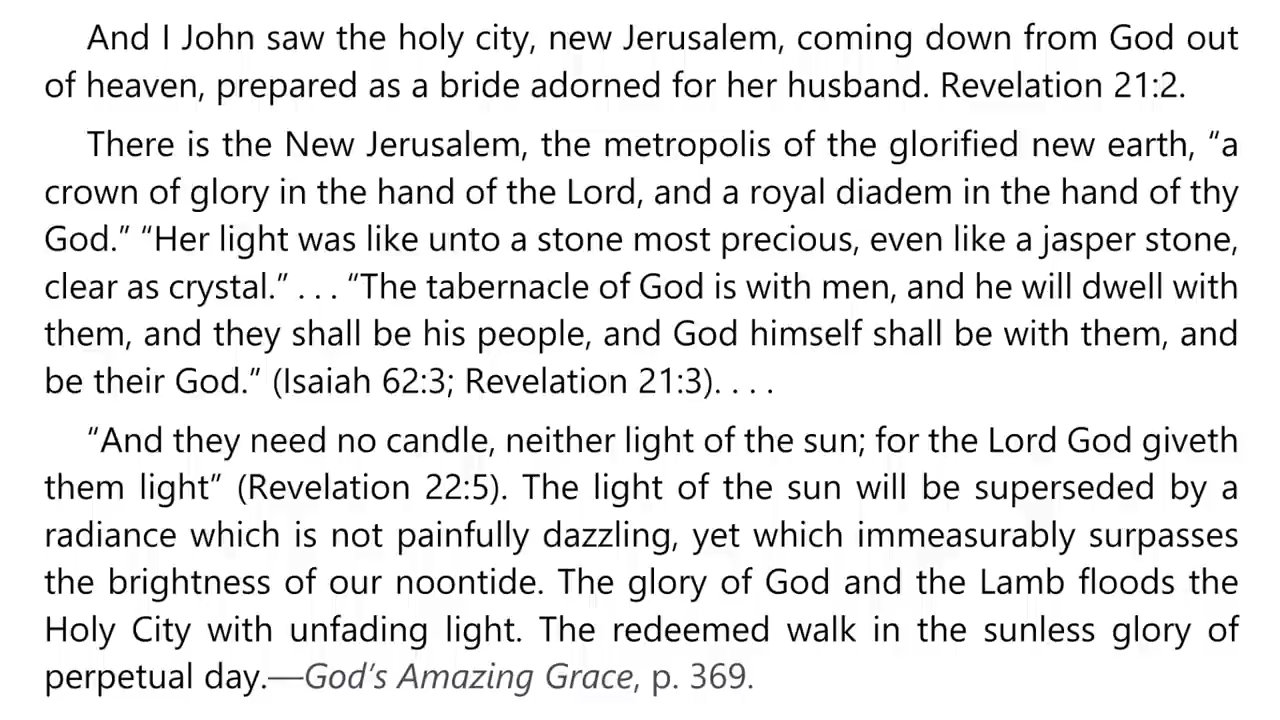 And I John saw the holy city, new Jerusalem, coming down from God out
of heaven, prepared as a bride adorned for her husband. Revelation 21:2.
There is the New Jerusalem, the metropolis of the glorified new earth, “a
crown of glory in the hand of the Lord, and a royal diadem in the hand of thy
God.” “Her light was like unto a stone most precious, even like a jasper stone,
clear as crystal.” . . . “The tabernacle of God is with men, and he will dwell with
them, and they shall be his people, and God himself shall be with them, and
be their God.” (Isaiah 62:3; Revelation 21:3). . . .
“And they need no candle, neither light of the sun; for the Lord God giveth
them light” (Revelation 22:5). The light of the sun will be superseded by a
radiance which is not painfully dazzling, yet which immeasurably surpasses
the brightness of our noontide. The glory of God and the Lamb floods the
Holy City with unfading light. The redeemed walk in the sunless glory of
perpetual day.—God’s Amazing Grace, p. 369.